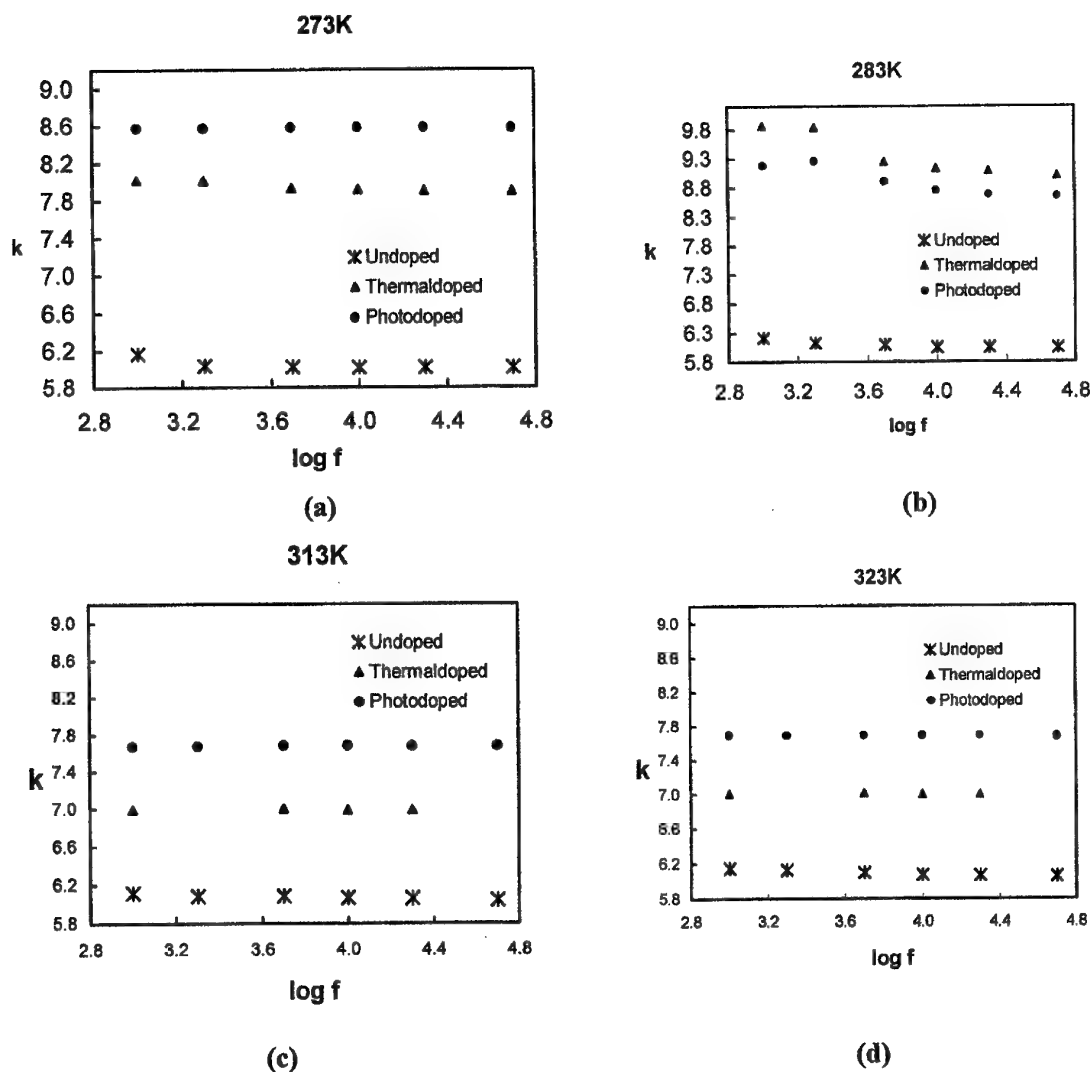 273K
9.0
8.6
8.2
7.8
7.4
7.0
6.6
6.2
5.8
k
Undoped
Thermaldoped
Photodoped
2.8 3.2 3.6 4.0 4.4 4.8
log f
(a)
283K
9.8
9.3
8.8
8.3
7.8
7.3
6.8
6.3
5.8
k
Undoped
Thermaldoped
Photodoped
2.8 3.2 3.6 4.0 4.4 4.8
log f
(b)
313K
9.0
8.6
8.2
7.8
7.4
7.0
6.6
6.2
5.8
k
Undoped
Thermaldoped
Photodoped
2.8 3.2 3.6 4.0 4.4 4.8
log f
(c)
323K
9.0
8.6
8.2
7.8
7.4
7.0
6.6
6.2
5.8
k
Undoped
Thermaldoped
Photodoped
2.8 3.2 3.6 4.0 4.4 4.8
log f
(d)